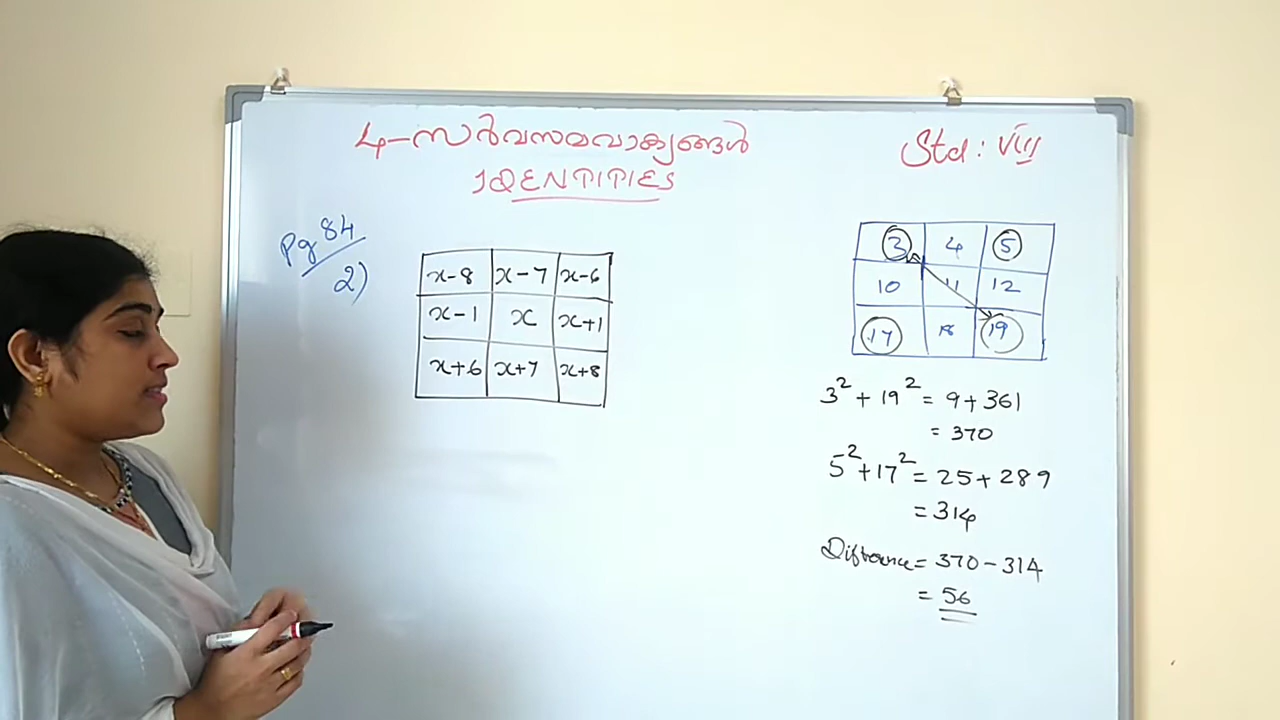 4-സർവസമവാക്യങ്ങൾ
IDENTITIES
Std: VIII
Pg 84
2)
x-8 x-7 x-6
x-1 x x+1
x+6 x+7 x+8
3 4 5
10 11 12
17 18 19
3² + 19² = 9+361
= 370
5² + 17² = 25 + 289
= 314
Difference = 370 - 314
= 56